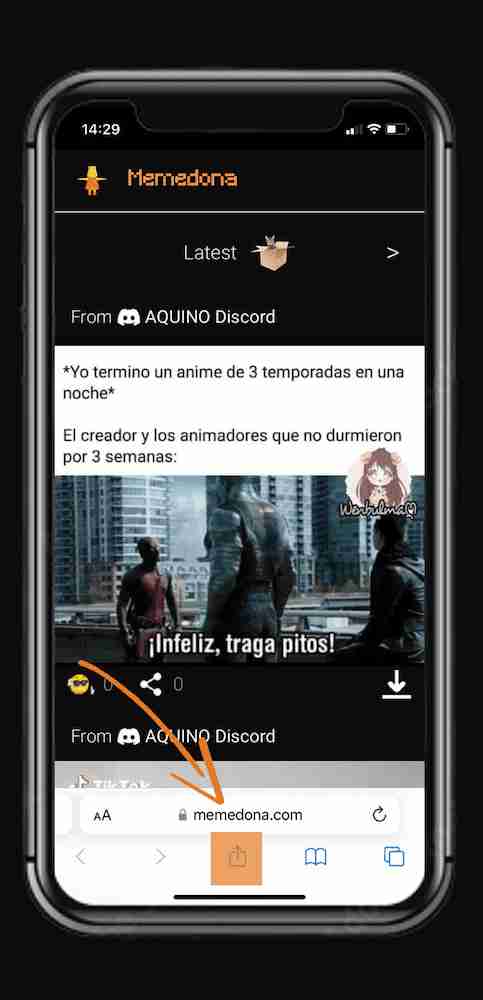 14:29
Memedona
Latest >
From AQUINO Discord
*Yo termino un anime de 3 temporadas en una
noche*
El creador y los animadores que no durmieron
por 3 semanas:
Werbulma
¡Infeliz, traga pitos!
0 0
From AQUINO Discord
TikTok
AA memedona.com